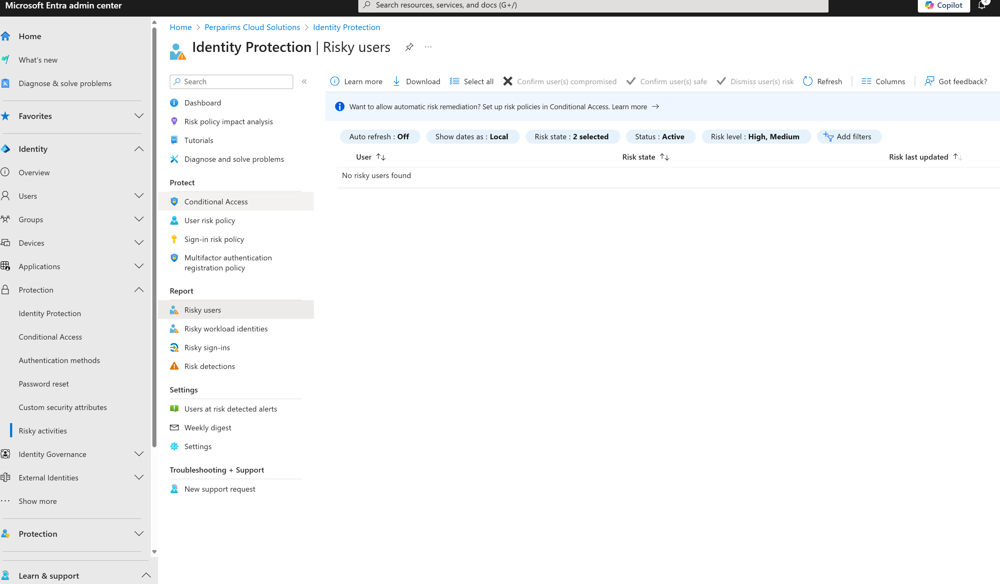 Microsoft Entra admin center
Search resources, services, and docs (G+/)
Copilot
2
Home
What's new
Diagnose & solve problems
Favorites
Identity
Overview
Users
Groups
Devices
Applications
Protection
Identity Protection
Conditional Access
Authentication methods
Password reset
Custom security attributes
Risky activities
Identity Governance
External Identities
Show more
Protection
Learn & support
Home > Perparims Cloud Solutions > Identity Protection
Identity Protection | Risky users
Search
Dashboard
Risk policy impact analysis
Tutorials
Diagnose and solve problems
Protect
Conditional Access
User risk policy
Sign-in risk policy
Multifactor authentication
registration policy
Report
Risky users
Risky workload identities
Risky sign-ins
Risk detections
Settings
Users at risk detected alerts
Weekly digest
Settings
Troubleshooting + Support
New support request
Learn more Download Select all Confirm user(s) compromised Confirm user(s) safe Dismiss user(s) risk Refresh Columns Got feedback?
Want to allow automatic risk remediation? Set up risk policies in Conditional Access. Learn more →
Auto refresh : Off Show dates as : Local Risk state : 2 selected Status : Active Risk level : High, Medium Add filters
User Risk state Risk last updated
No risky users found